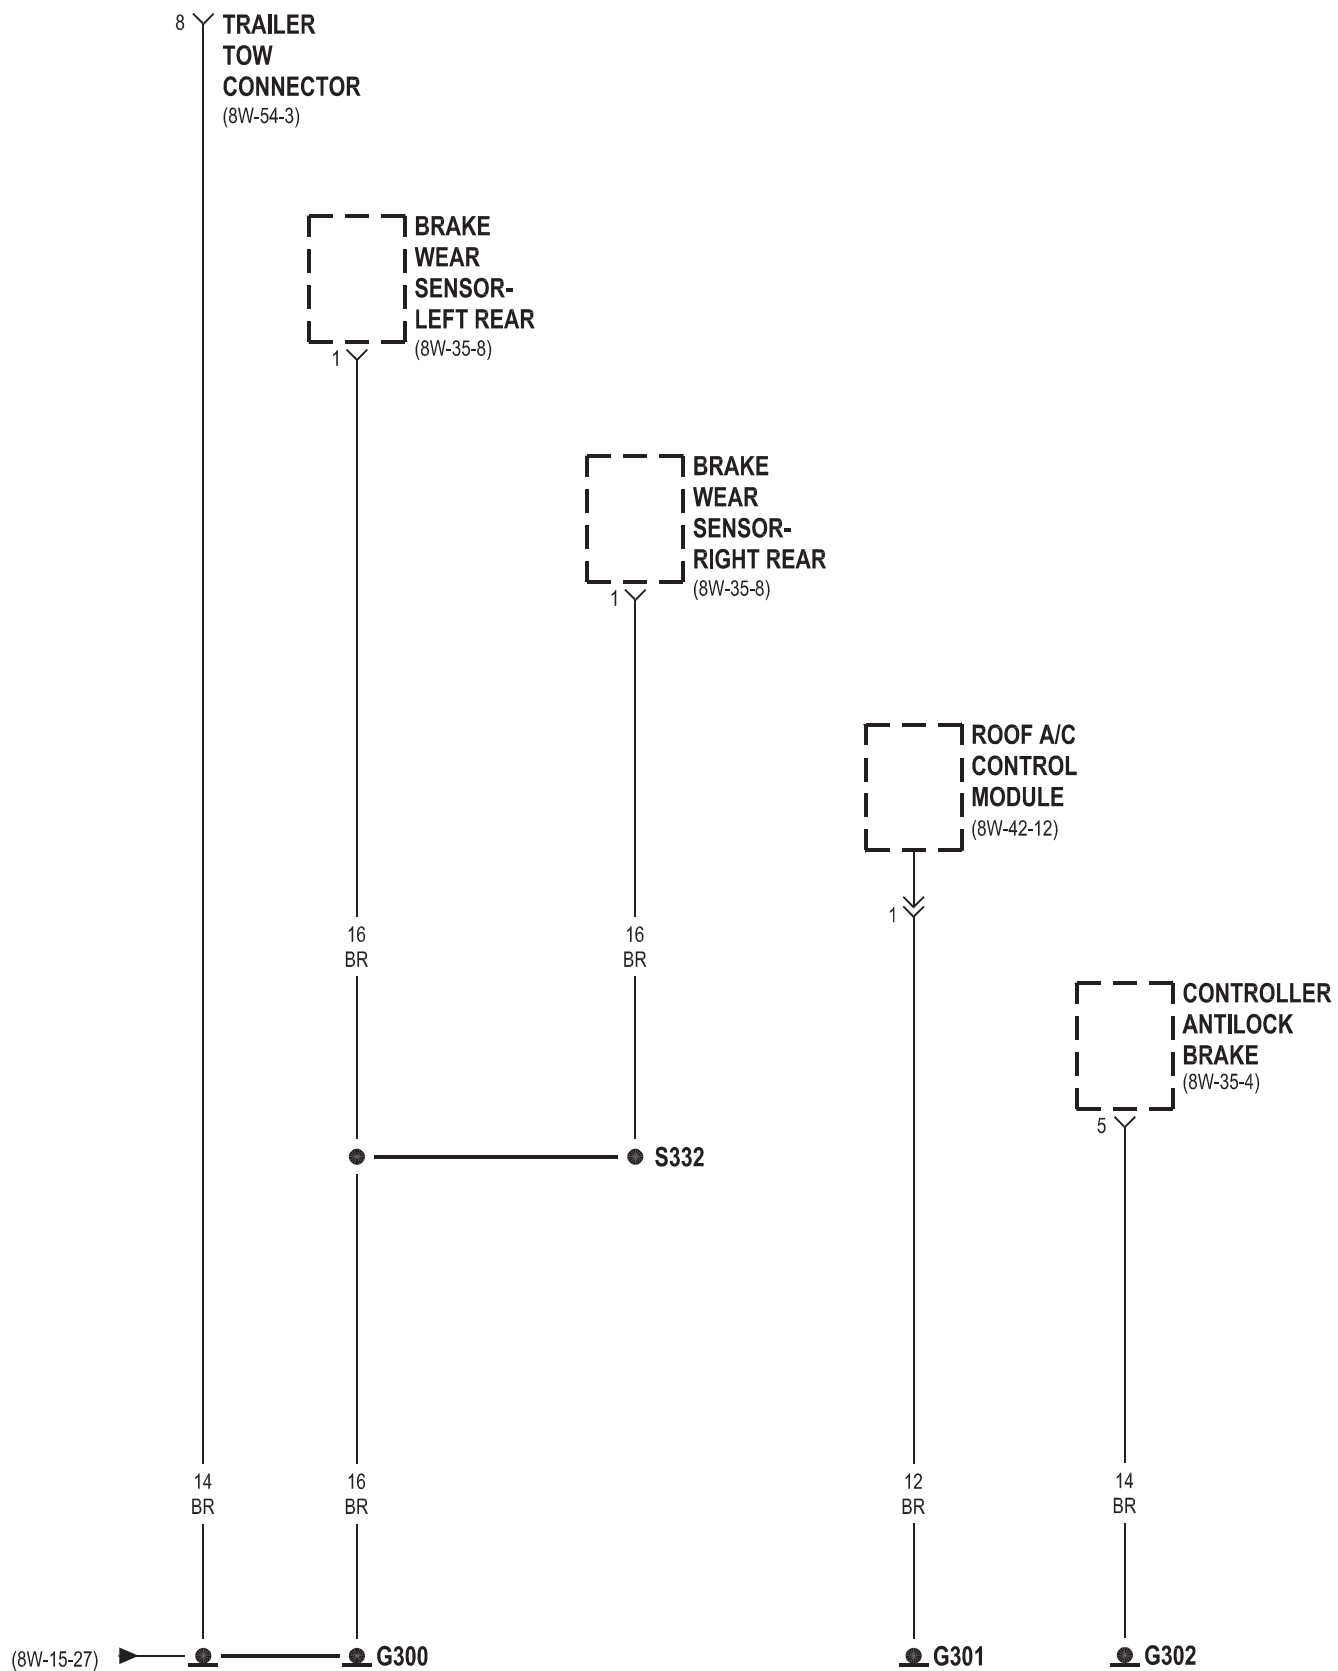 8 TRAILER
TOW
CONNECTOR
(8W-54-3)
BRAKE
WEAR
SENSOR-
LEFT REAR
(8W-35-8)
1
BRAKE
WEAR
SENSOR-
RIGHT REAR
(8W-35-8)
1
ROOF A/C
CONTROL
MODULE
(8W-42-12)
1
16
BR
16
BR
CONTROLLER
ANTILOCK
BRAKE
(8W-35-4)
5
S332
14
BR
16
BR
12
BR
14
BR
(8W-15-27)
G300
G301
G302